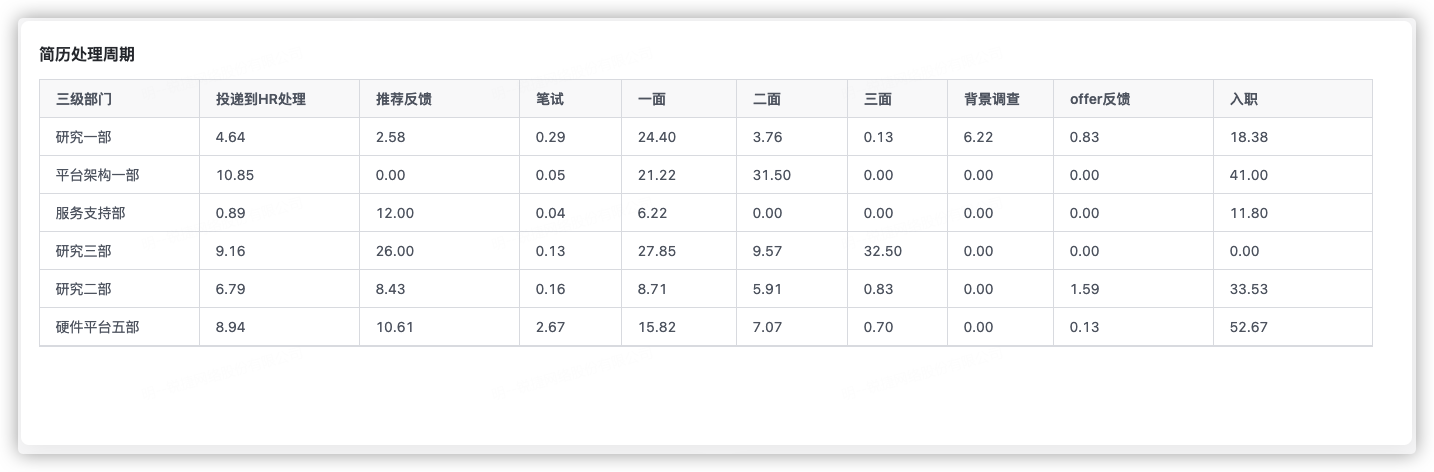 简历处理周期
三级部门 投递到HR处理 推荐反馈 笔试 一面 二面 三面 背景调查 offer反馈 入职
研究一部 4.64 2.58 0.29 24.40 3.76 0.13 6.22 0.83 18.38
平台架构一部 10.85 0.00 0.05 21.22 31.50 0.00 0.00 0.00 41.00
服务支持部 0.89 12.00 0.04 6.22 0.00 0.00 0.00 0.00 11.80
研究三部 9.16 26.00 0.13 27.85 9.57 32.50 0.00 0.00 0.00
研究二部 6.79 8.43 0.16 8.71 5.91 0.83 0.00 1.59 33.53
硬件平台五部 8.94 10.61 2.67 15.82 7.07 0.70 0.00 0.13 52.67